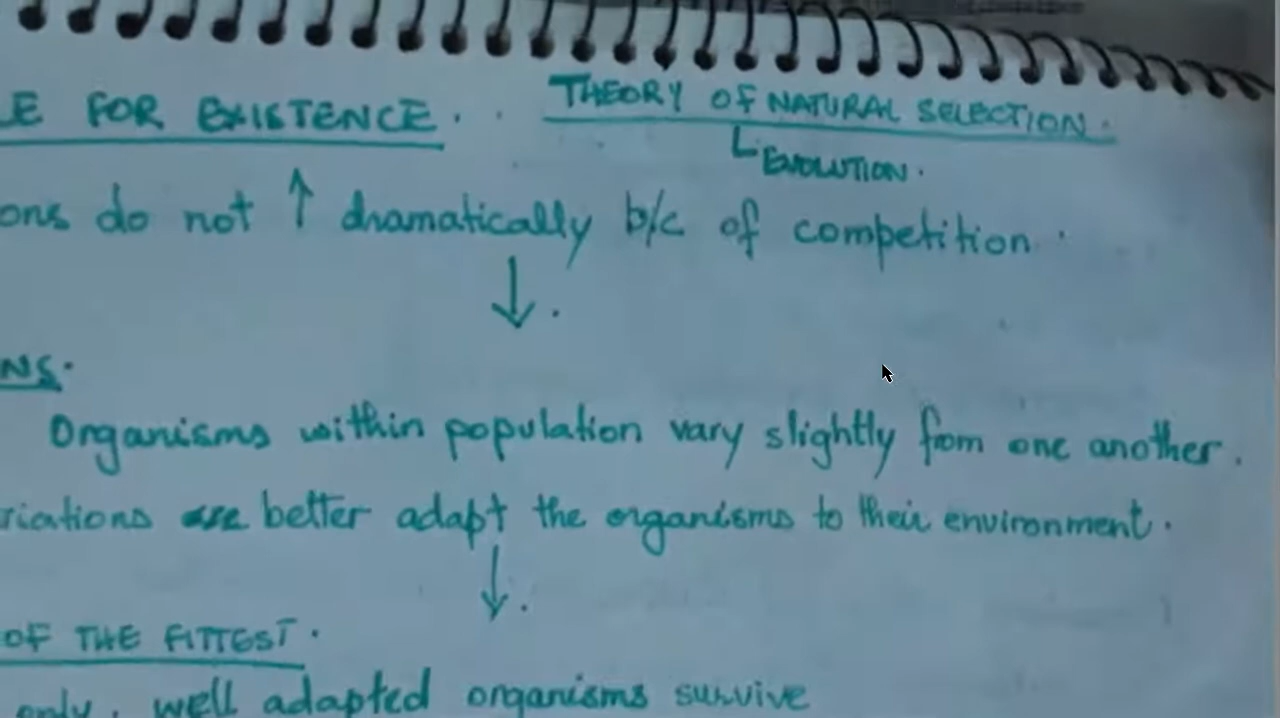 THEORY OF NATURAL SELECTION.
E FOR EXISTENCE.
EVOLUTION.
ons do not ↑ dramatically b/c of competition.
↓
NS.
Organisms within population vary slightly from one another.
riations are better adapt the organisms to their environment.
↓
OF THE FITTEST.
only, well adapted organisms survive